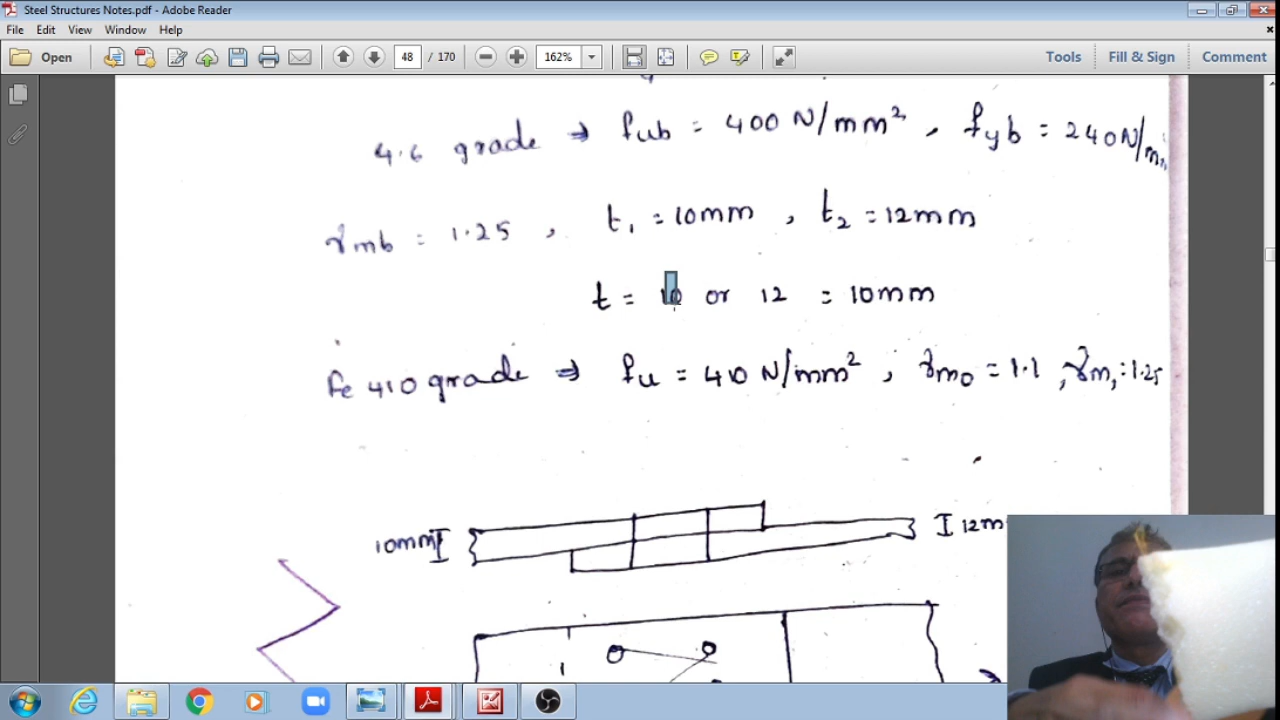 Steel Structures Notes.pdf - Adobe Reader
File Edit View Window Help
Open 48 / 170 162% Tools Fill & Sign Comment
4.6 grade ⇒ fub = 400 N/mm² , fyb = 240 N/mm
γmb = 1.25 , t₁ = 10mm , t₂ = 12mm
t = 10 or 12 = 10mm
fe 410 grade ⇒ fu = 410 N/mm² , γm₀ = 1.1 , γm₁ = 1.25
10mm I I 12m